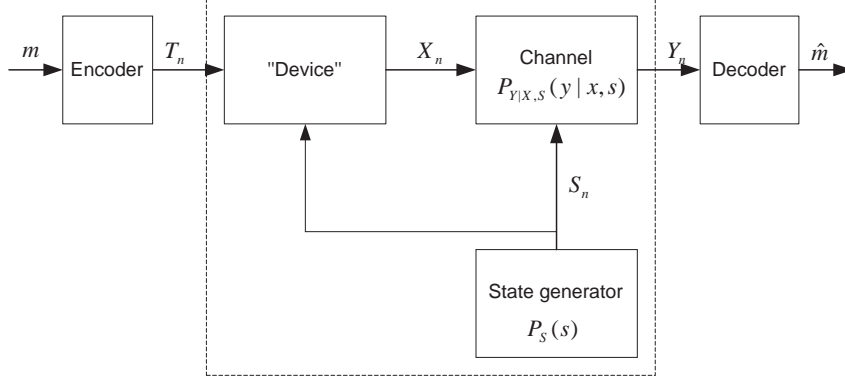 m
Encoder
T_n
"Device"
X_n
Channel
P_{Y|X,S}(y | x, s)
Y_n
Decoder
m̂
S_n
State generator
P_S(s)